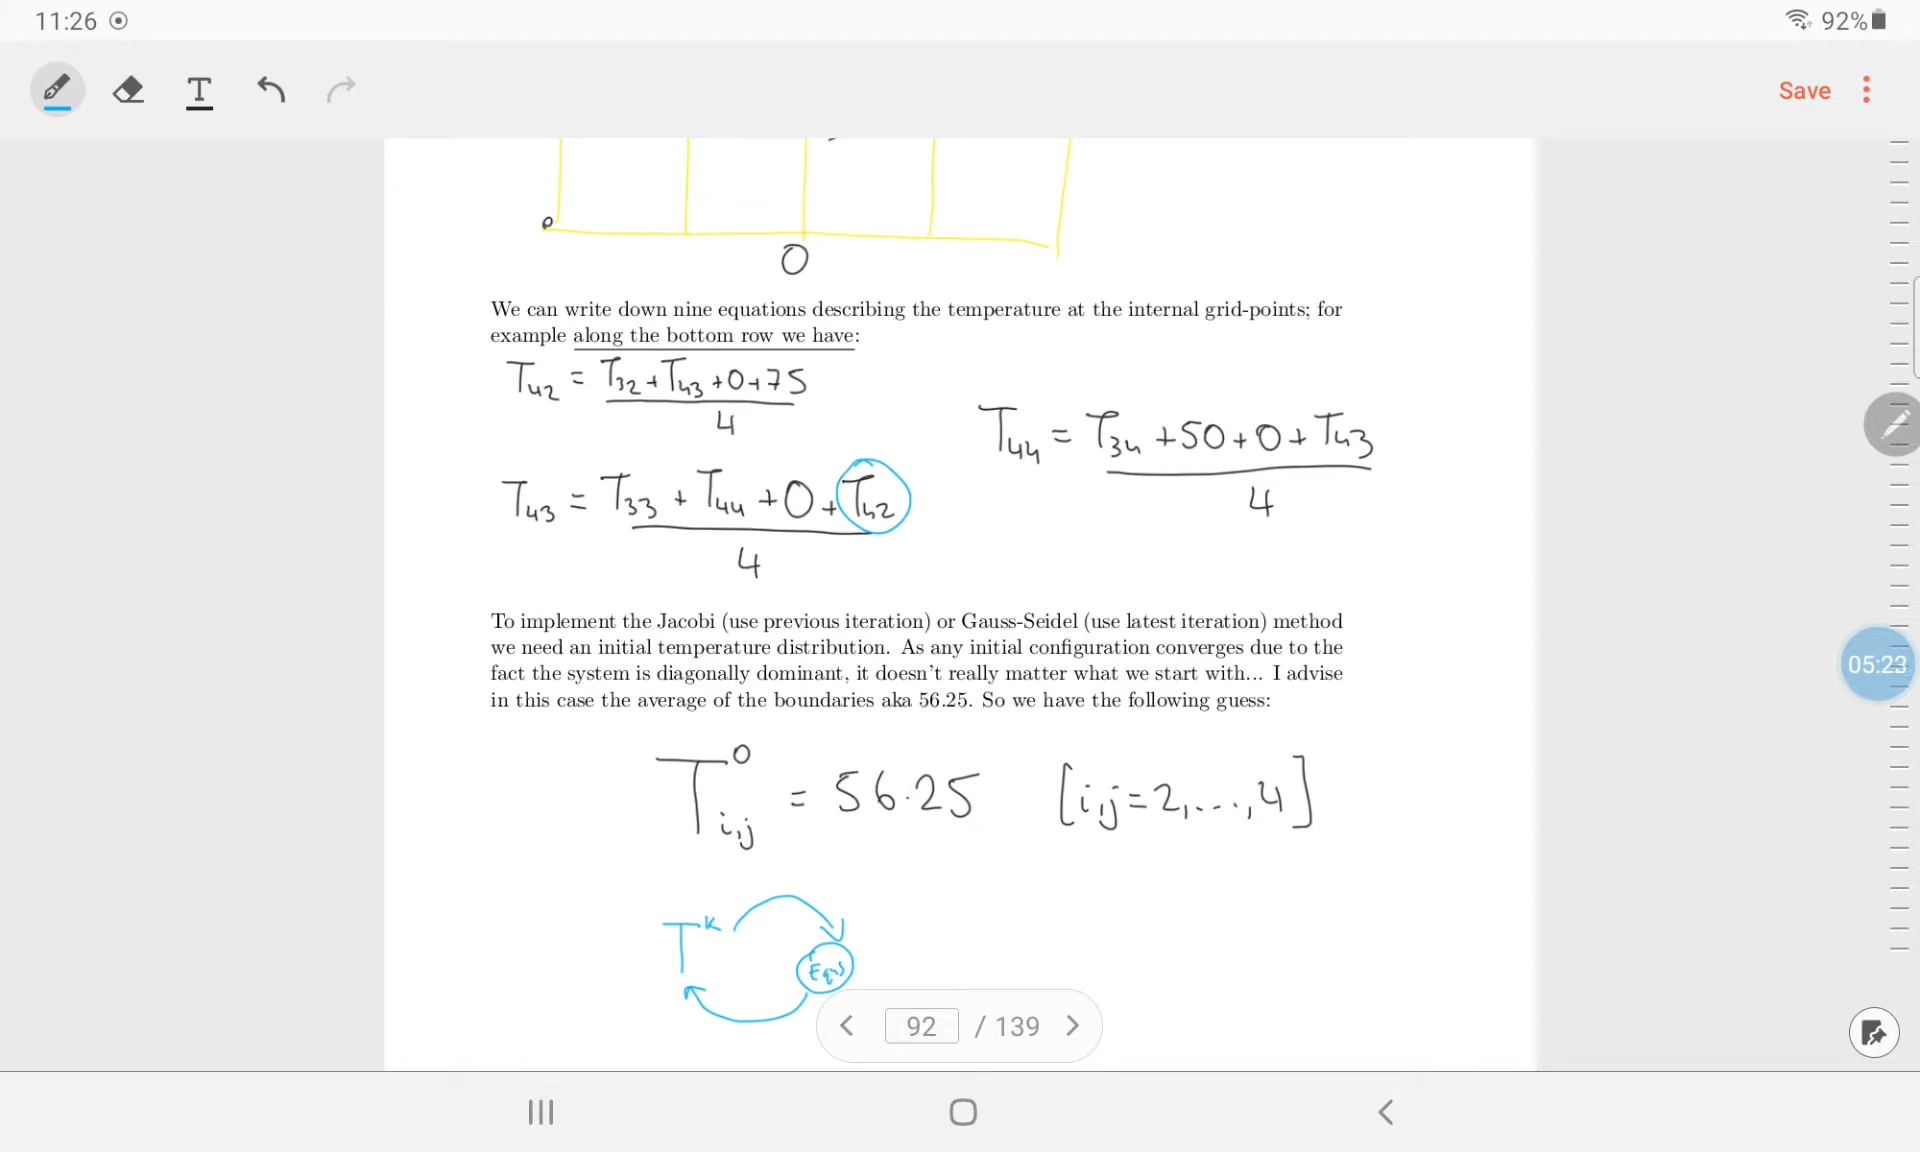 11:26
92%
T
Save
0
0
We can write down nine equations describing the temperature at the internal grid-points; for
example along the bottom row we have:
T₄₂ = (T₃₂ + T₄₃ + 0 + 75) / 4
T₄₄ = (T₃₄ + 50 + 0 + T₄₃) / 4
T₄₃ = (T₃₃ + T₄₄ + 0 + T₄₂) / 4
To implement the Jacobi (use previous iteration) or Gauss-Seidel (use latest iteration) method
we need an initial temperature distribution. As any initial configuration converges due to the
fact the system is diagonally dominant, it doesn't really matter what we start with... I advise
in this case the average of the boundaries aka 56.25. So we have the following guess:
T⁰ᵢ,ⱼ = 56.25 [i,j=2,...,4]
Tᵏ
Eqns
92 / 139
05:23